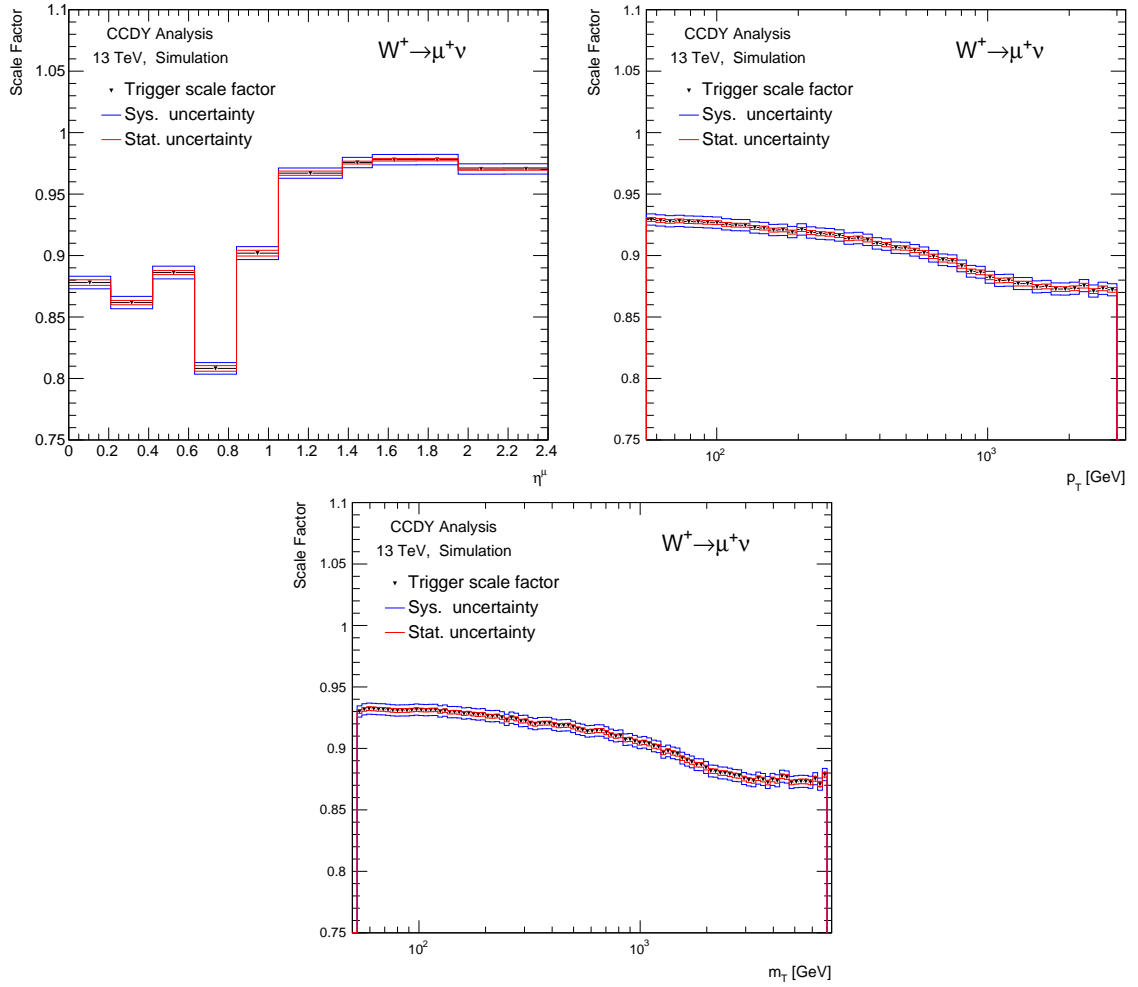 Scale Factor
1.1
1.05
1
0.95
0.9
0.85
0.8
0.75
CCDY Analysis
13 TeV, Simulation
W⁺→μ⁺ν
Trigger scale factor
Sys. uncertainty
Stat. uncertainty
0 0.2 0.4 0.6 0.8 1 1.2 1.4 1.6 1.8 2 2.2 2.4
η^μ
Scale Factor
1.1
1.05
1
0.95
0.9
0.85
0.8
0.75
CCDY Analysis
13 TeV, Simulation
W⁺→μ⁺ν
Trigger scale factor
Sys. uncertainty
Stat. uncertainty
10² 10³
p_T [GeV]
Scale Factor
1.1
1.05
1
0.95
0.9
0.85
0.8
0.75
CCDY Analysis
13 TeV, Simulation
W⁺→μ⁺ν
Trigger scale factor
Sys. uncertainty
Stat. uncertainty
10² 10³
m_T [GeV]